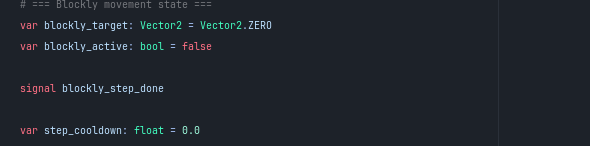 # === Blockly movement state ===
var blockly_target: Vector2 = Vector2.ZERO
var blockly_active: bool = false
signal blockly_step_done
var step_cooldown: float = 0.0